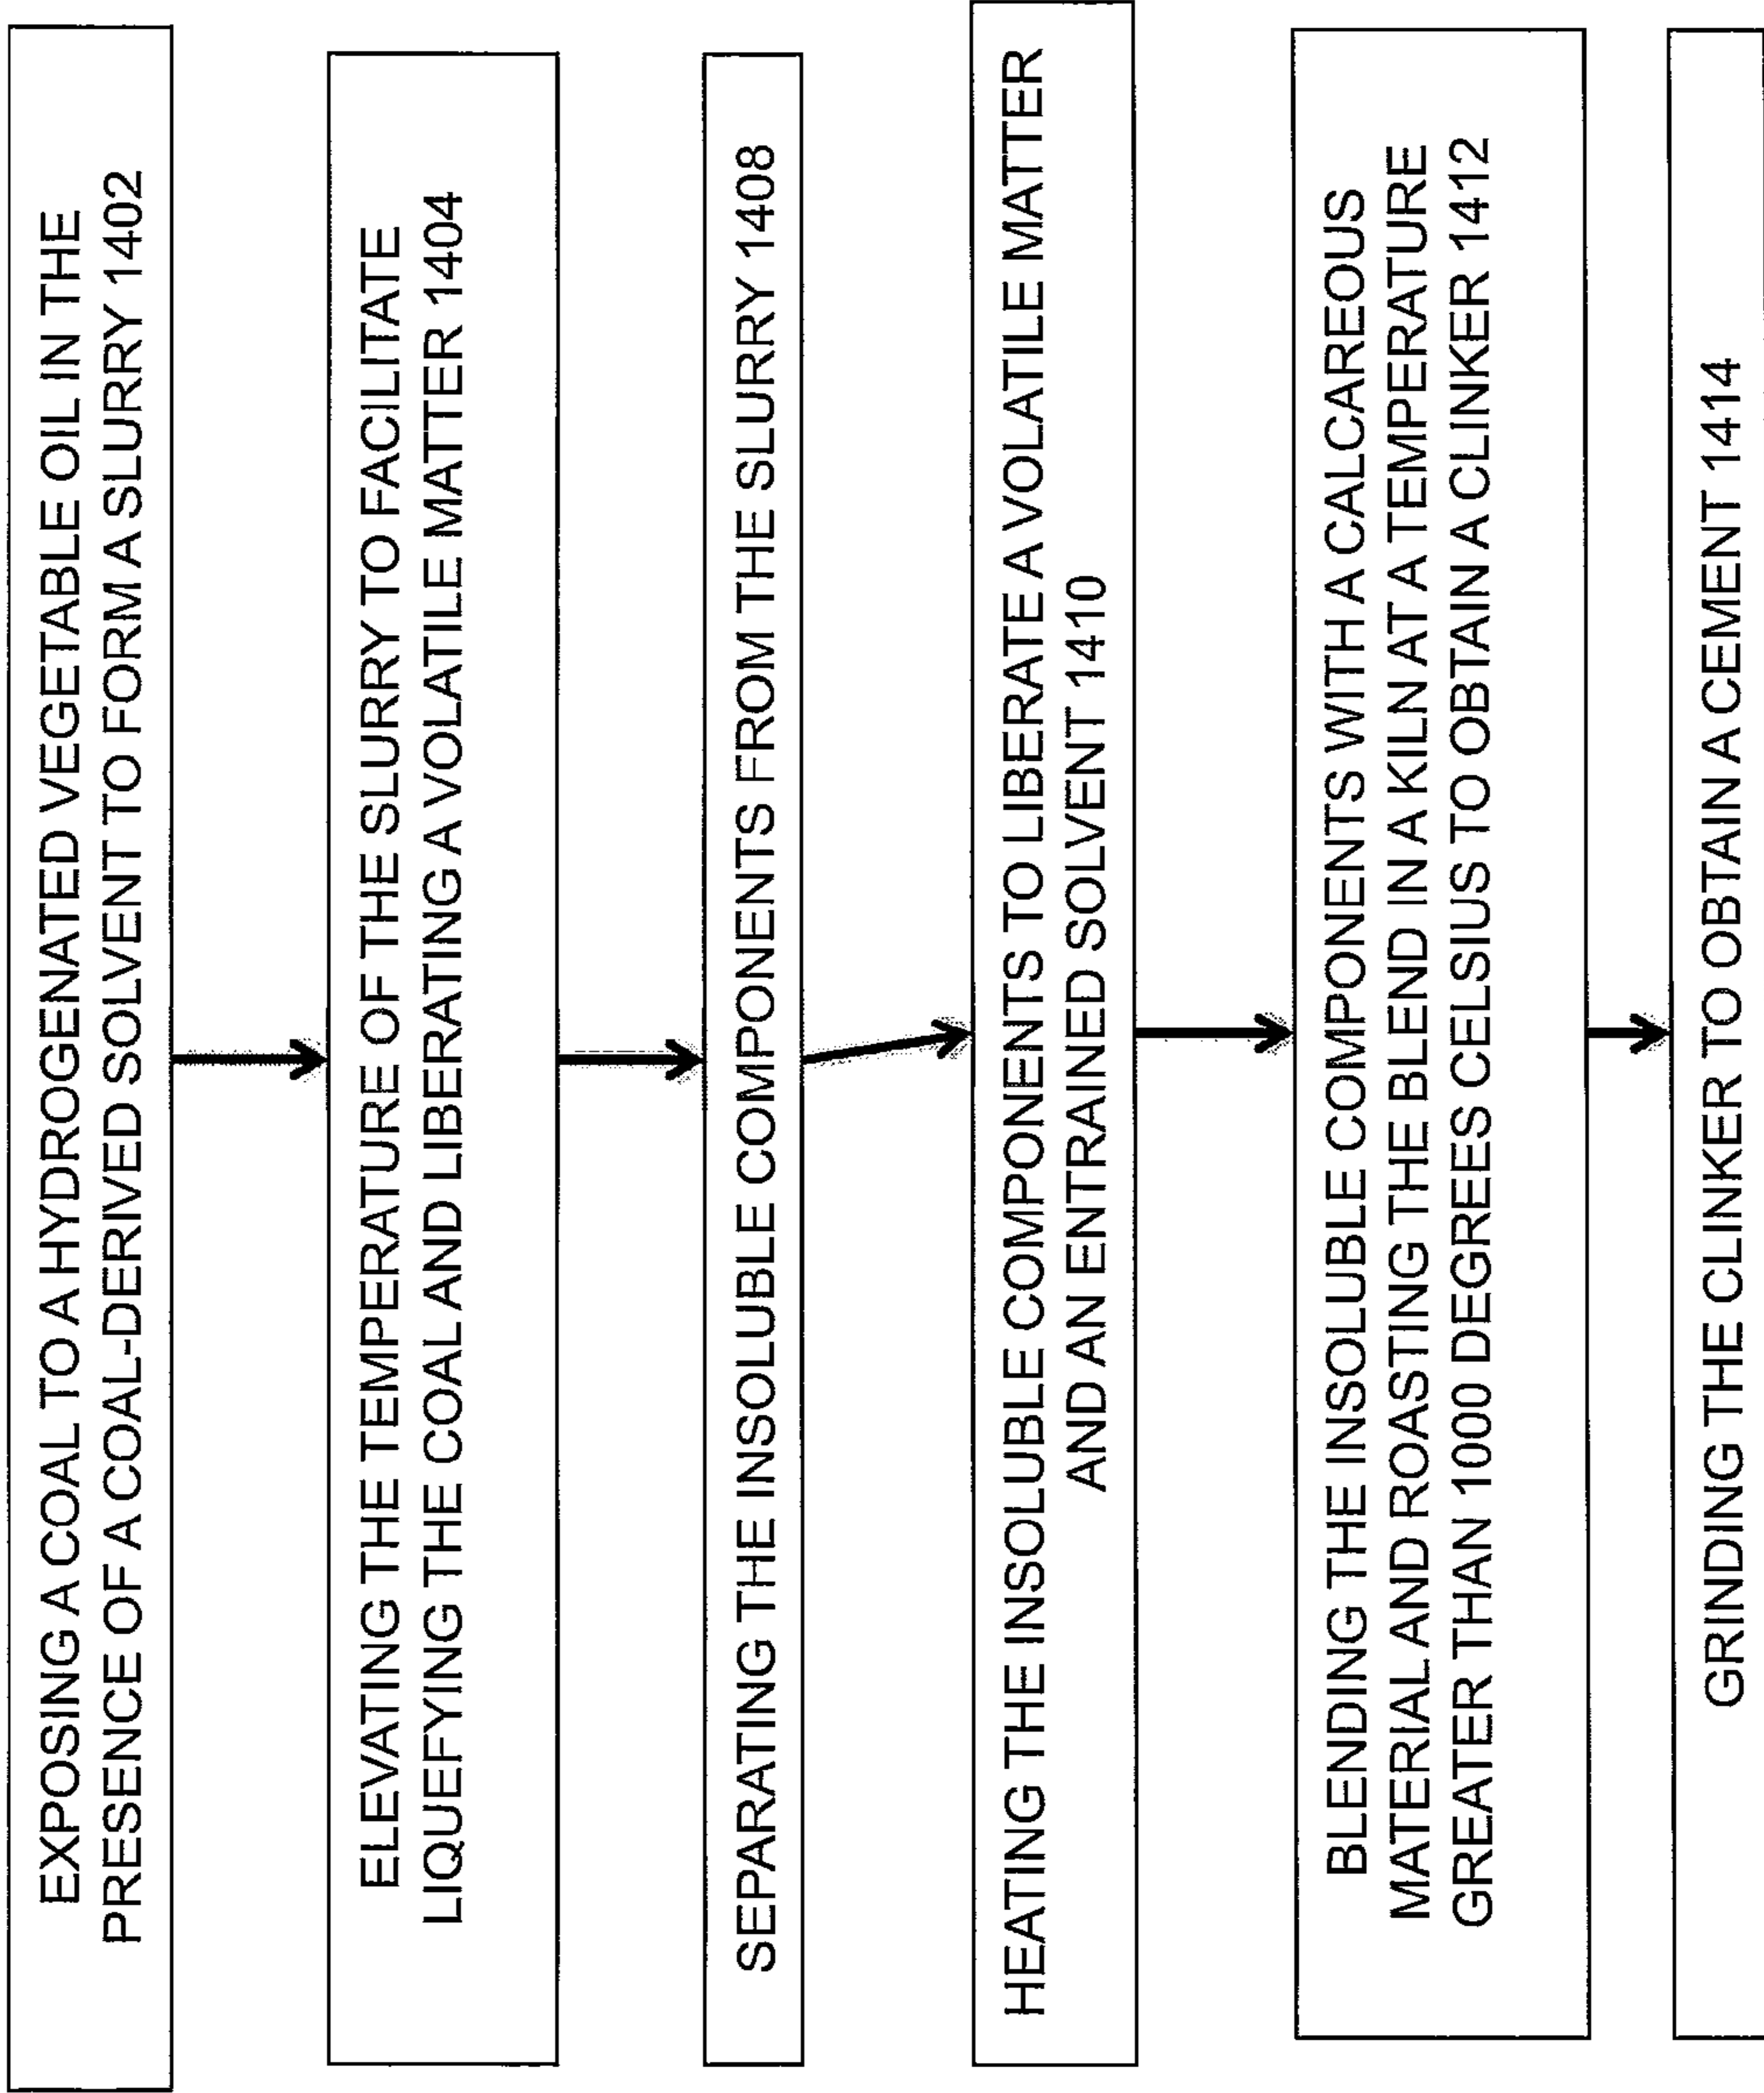 EXPOSING A COAL TO A HYDROGENATED VEGETABLE OIL IN THE
PRESENCE OF A COAL-DERIVED SOLVENT TO FORM A SLURRY 1402
ELEVATING THE TEMPERATURE OF THE SLURRY TO FACILITATE
LIQUEFYING THE COAL AND LIBERATING A VOLATILE MATTER 1404
SEPARATING THE INSOLUBLE COMPONENTS FROM THE SLURRY 1408
HEATING THE INSOLUBLE COMPONENTS TO LIBERATE A VOLATILE MATTER
AND AN ENTRAINED SOLVENT 1410
BLENDING THE INSOLUBLE COMPONENTS WITH A CALCAREOUS
MATERIAL AND ROASTING THE BLEND IN A KILN AT A TEMPERATURE
GREATER THAN 1000 DEGREES CELSIUS TO OBTAIN A CLINKER 1412
GRINDING THE CLINKER TO OBTAIN A CEMENT 1414